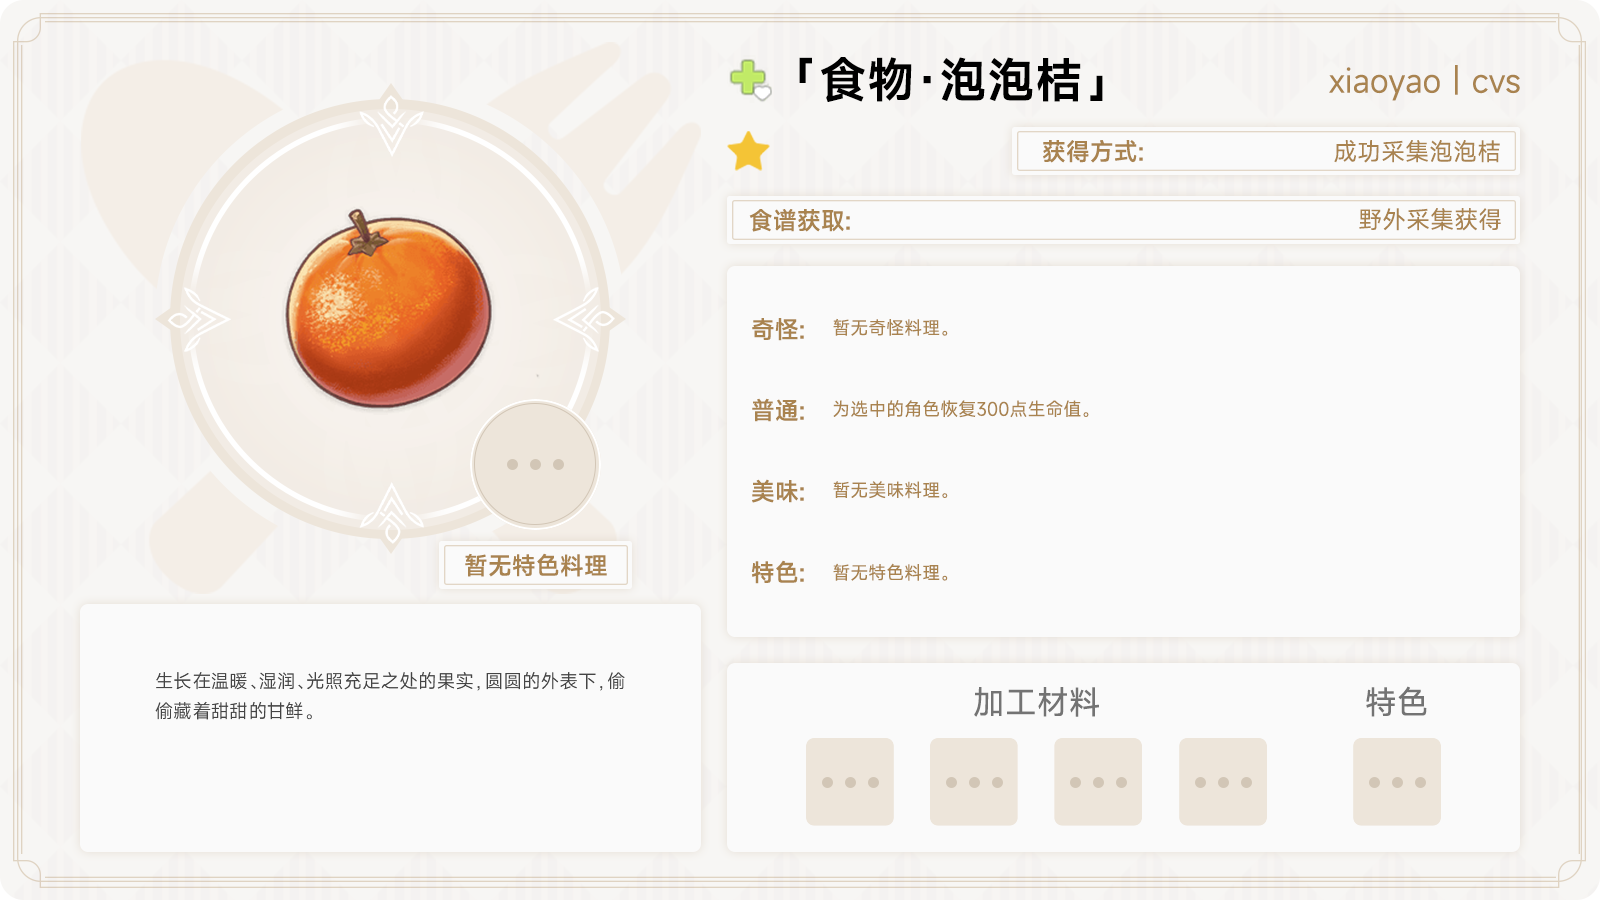 「食物·泡泡桔」
xiaoyao | cvs
获得方式:
成功采集泡泡桔
食谱获取:
野外采集获得
奇怪:
暂无奇怪料理。
普通:
为选中的角色恢复300点生命值。
美味:
暂无美味料理。
特色:
暂无特色料理。
暂无特色料理
生长在温暖、湿润、光照充足之处的果实,圆圆的外表下,偷
偷藏着甜甜的甘鲜。
加工材料
特色